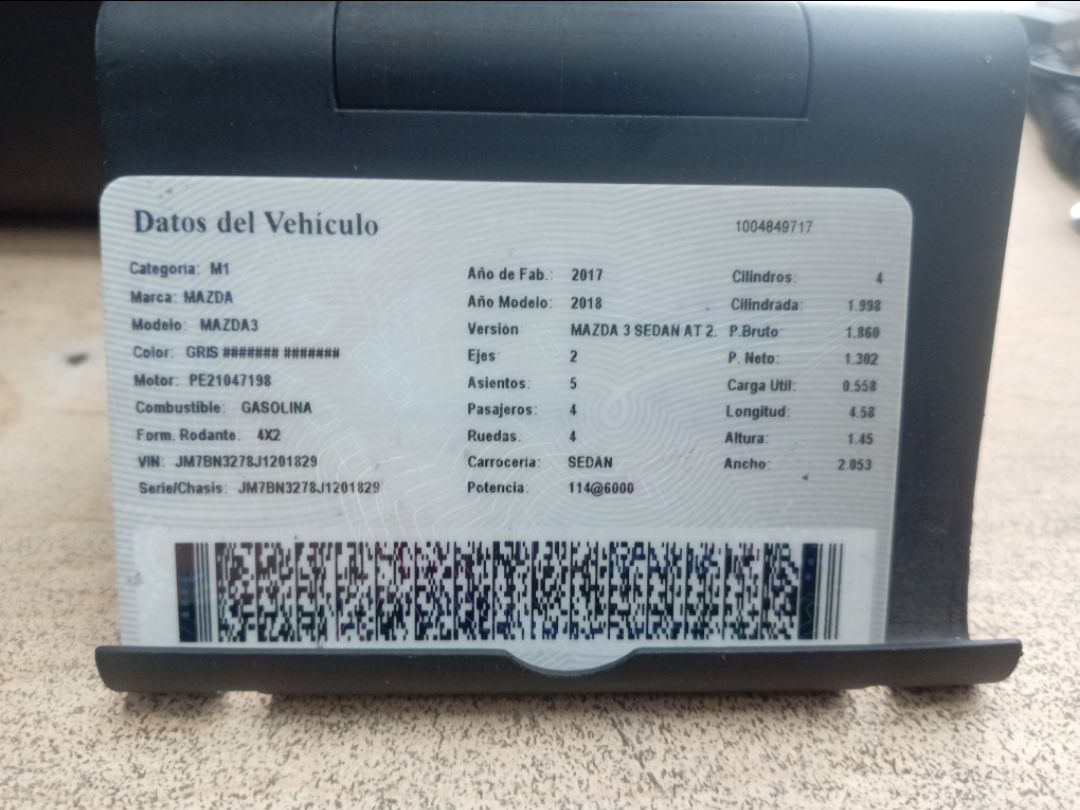 Datos del Vehículo
1004849717
Categoría: M1
Marca: MAZDA
Modelo: MAZDA3
Color: GRIS ####### #######
Motor: PE21047198
Combustible: GASOLINA
Form. Rodante: 4X2
VIN: JM7BN3278J1201829
Serie/Chasis: JM7BN3278J1201829
Año de Fab.: 2017
Año Modelo: 2018
Versión MAZDA 3 SEDAN AT 2.
Ejes 2
Asientos: 5
Pasajeros: 4
Ruedas: 4
Carrocería: SEDAN
Potencia: 114@6000
Cilindros: 4
Cilindrada: 1.998
P.Bruto 1.860
P. Neto: 1.302
Carga Util: 0.558
Longitud: 4.58
Altura: 1.45
Ancho: 2.053